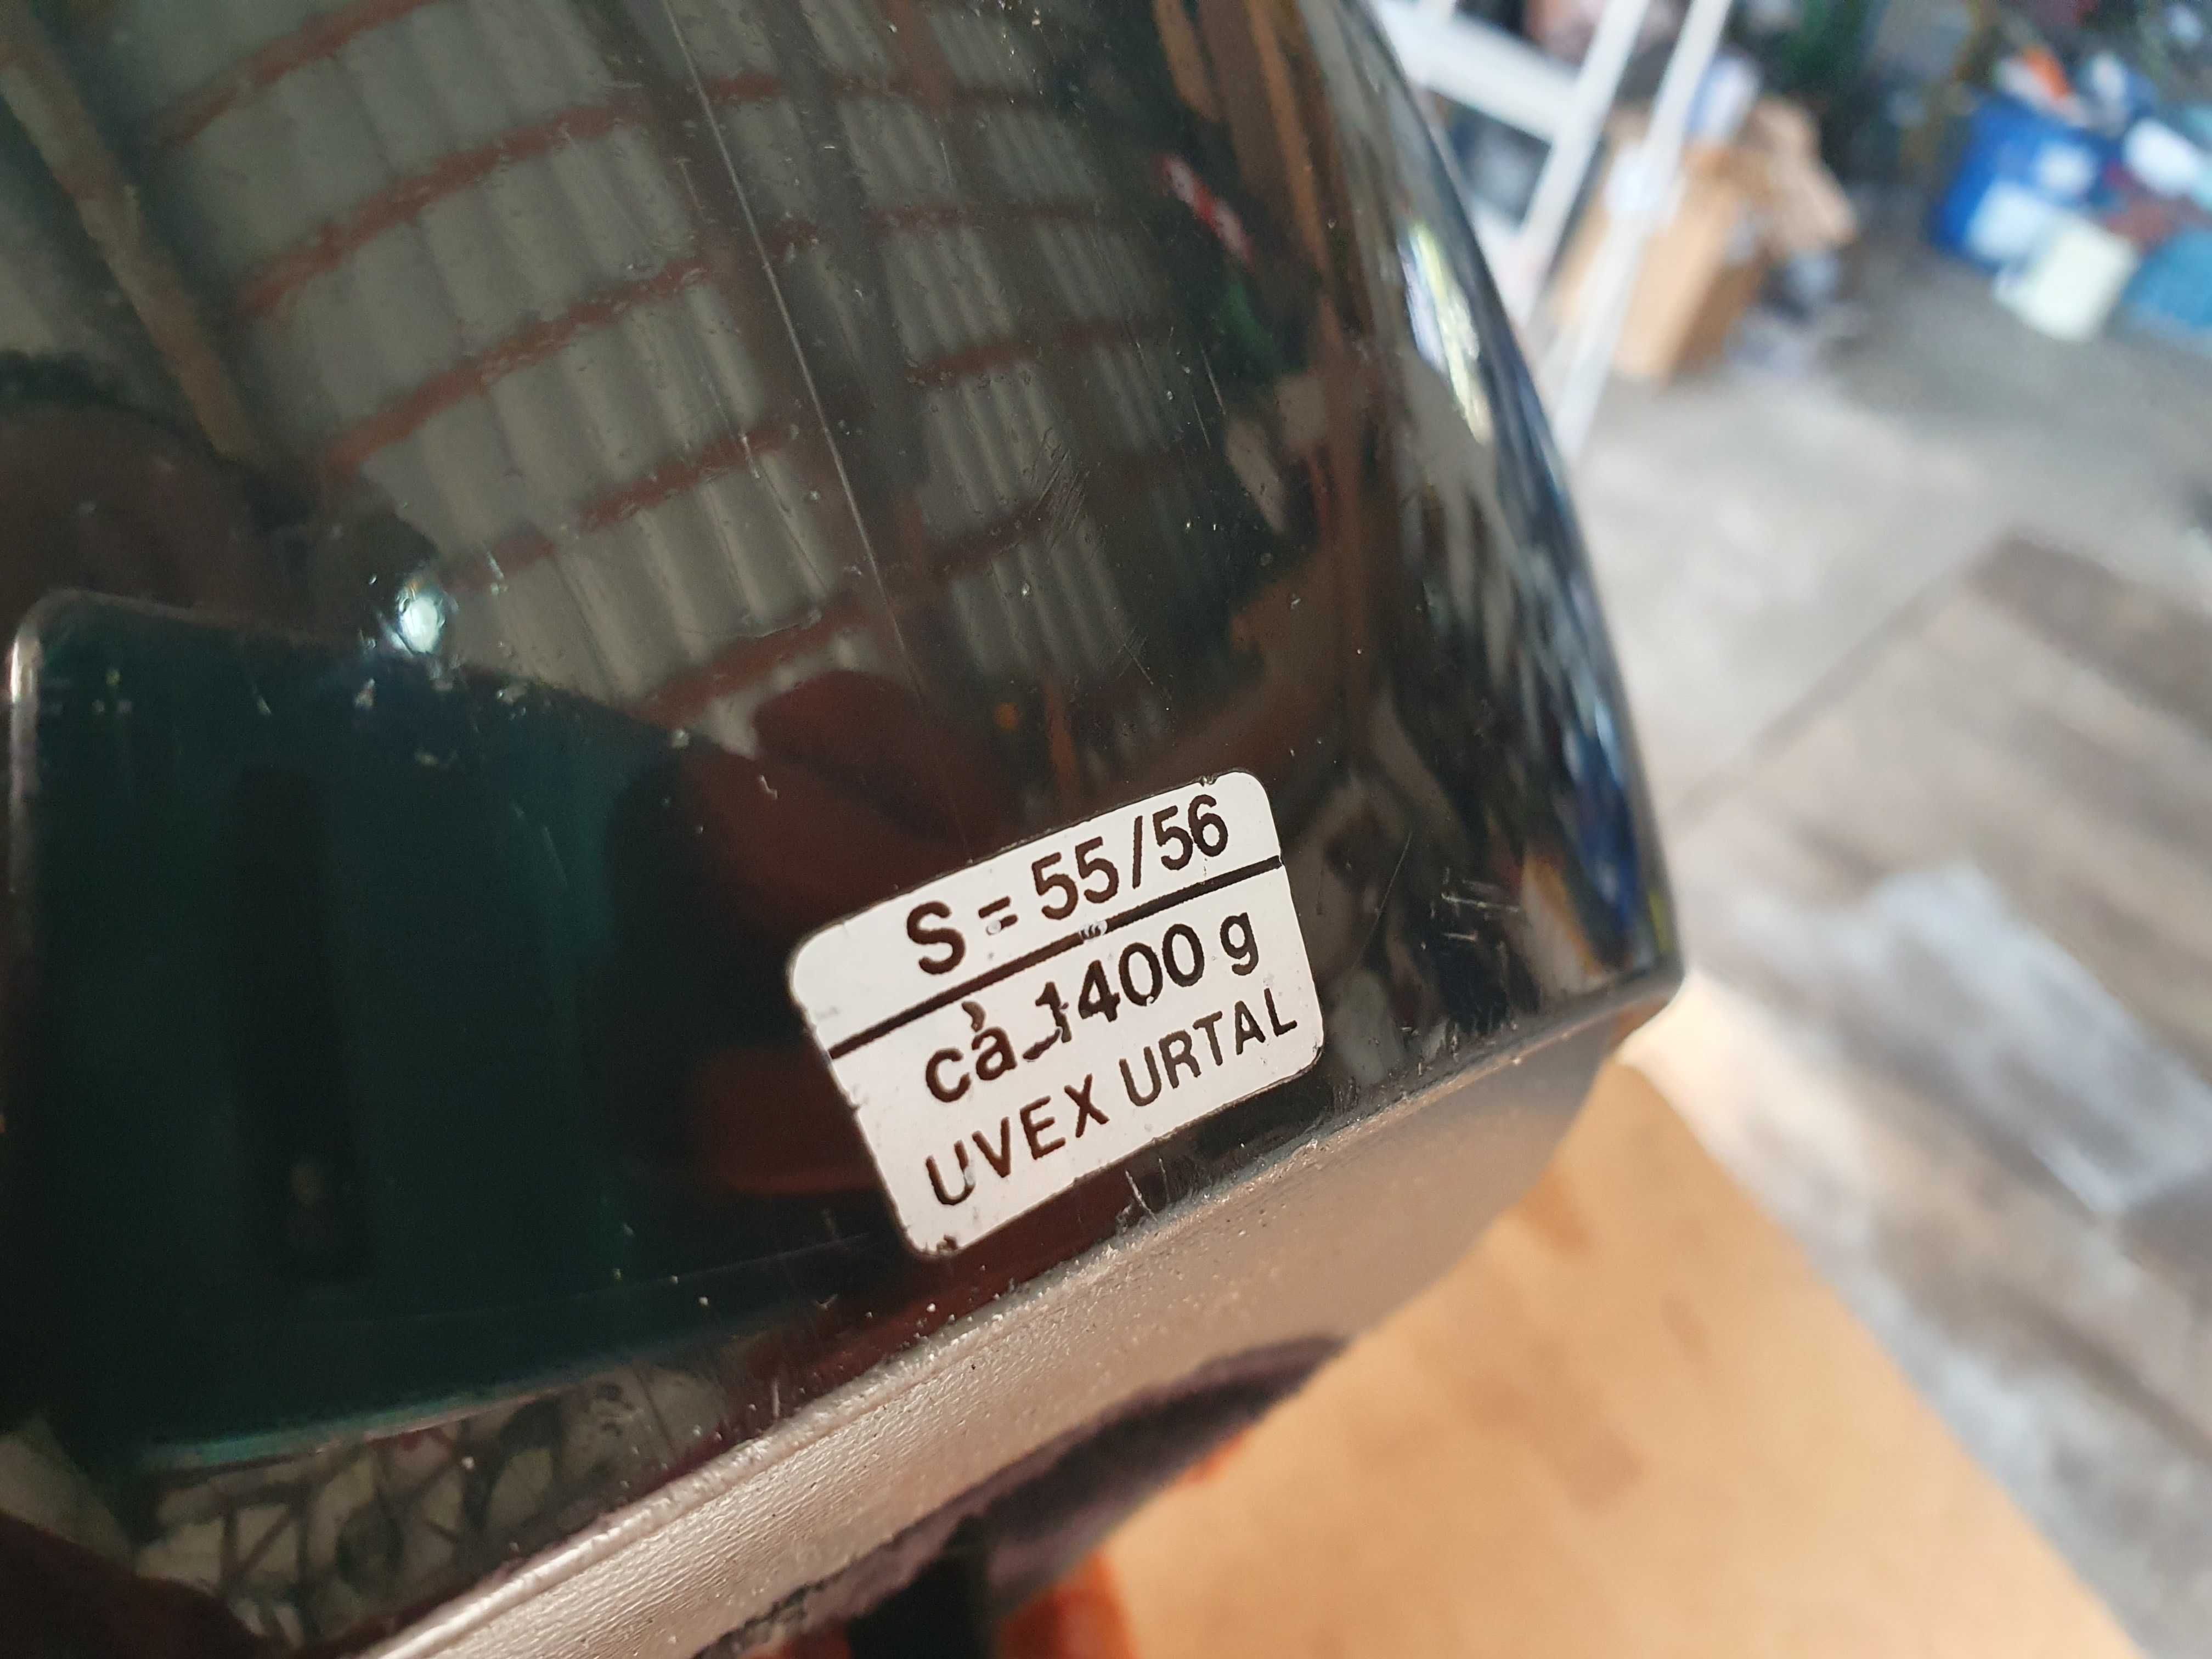 S = 55/56
ca 1400 g
UVEX URTAL